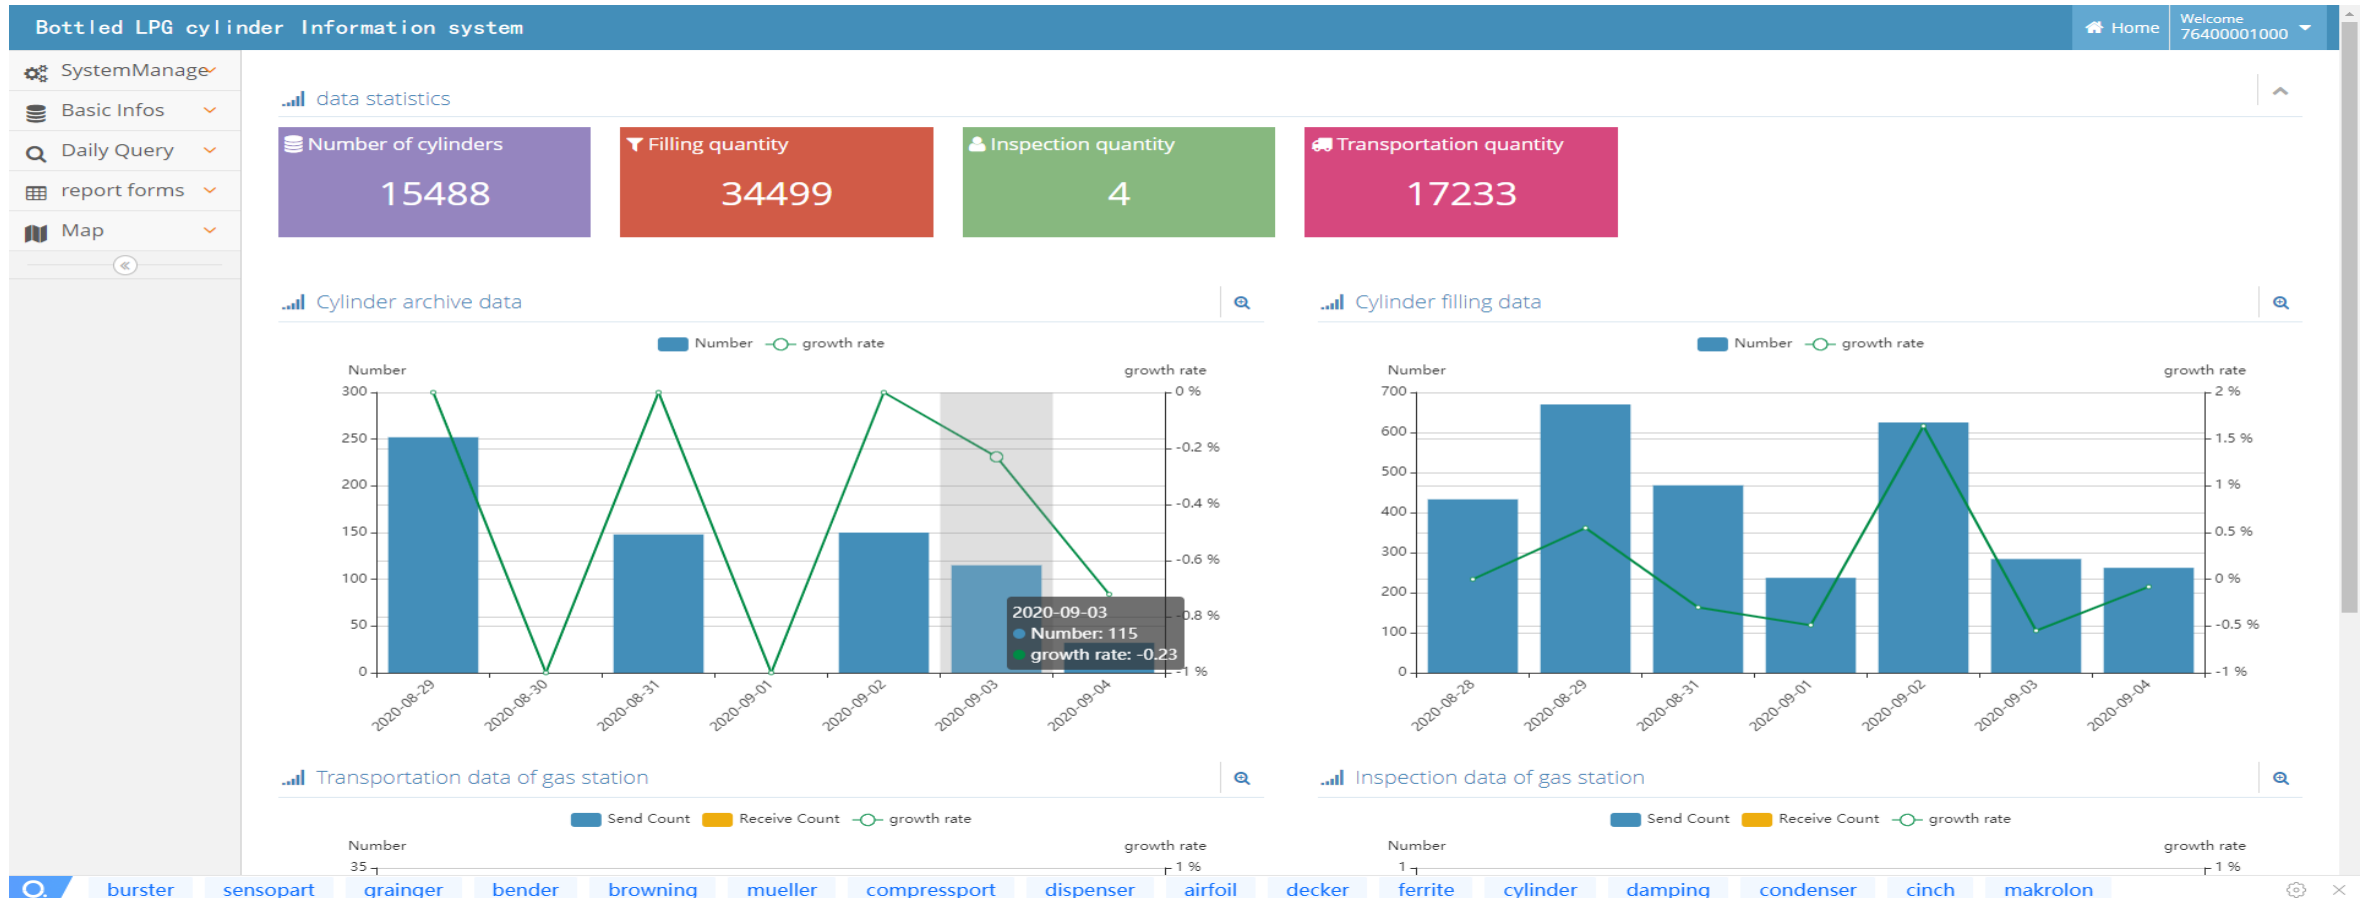 Bottled LPG cylinder Information system
Home
Welcome
76400001000
SystemManage
Basic Infos
Daily Query
report forms
Map
data statistics
Number of cylinders
15488
Filling quantity
34499
Inspection quantity
4
Transportation quantity
17233
Cylinder archive data
Number growth rate
Number growth rate
300 0 %
250
-0.2 %
200
-0.4 %
150
-0.6 %
100
50 -0.8 %
0 -1 %
2020-09-03
Number: 115
growth rate: -0.23
2020-08-29 2020-08-30 2020-08-31 2020-09-01 2020-09-02 2020-09-03 2020-09-04
Cylinder filling data
Number growth rate
Number growth rate
700 2 %
600
1.5 %
500
1 %
400
0.5 %
300
0 %
200
-0.5 %
100
0 -1 %
2020-08-28 2020-08-29 2020-08-31 2020-09-01 2020-09-02 2020-09-03 2020-09-04
Transportation data of gas station
Send Count Receive Count growth rate
Number growth rate
35 1 %
Inspection data of gas station
Send Count Receive Count growth rate
Number growth rate
1 1 %
burster sensopart grainger bender browning mueller compressport dispenser airfoil decker ferrite cylinder damping condenser cinch makrolon